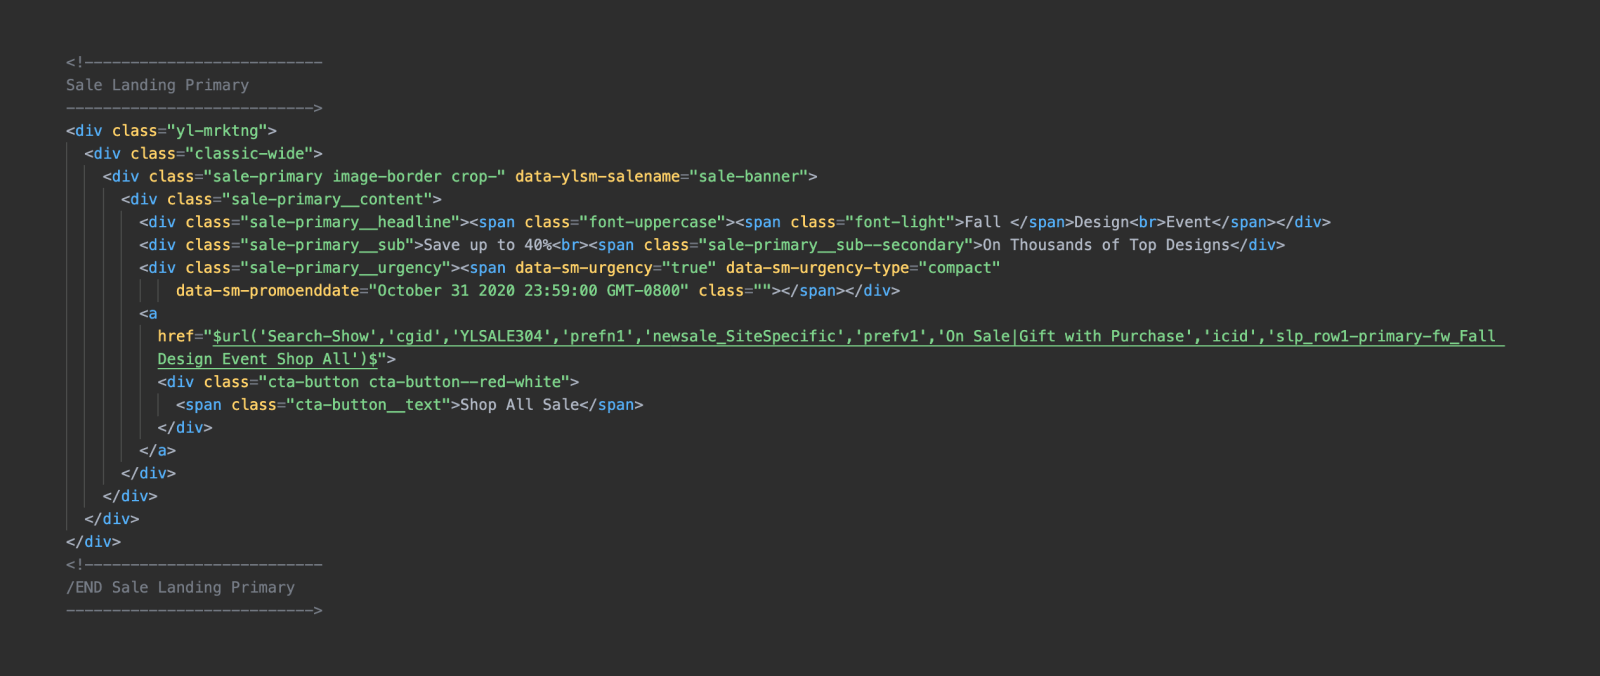 <!--------------------------
Sale Landing Primary
--------------------------->
<div class="yl-mrktng">
<div class="classic-wide">
<div class="sale-primary image-border crop-" data-ylsm-salename="sale-banner">
<div class="sale-primary__content">
<div class="sale-primary__headline"><span class="font-uppercase"><span class="font-light">Fall </span>Design<br>Event</span></div>
<div class="sale-primary__sub">Save up to 40%<br><span class="sale-primary__sub--secondary">On Thousands of Top Designs</div>
<div class="sale-primary__urgency"><span data-sm-urgency="true" data-sm-urgency-type="compact"
data-sm-promoenddate="October 31 2020 23:59:00 GMT-0800" class=""></span></div>
<a
href="$url('Search-Show','cgid','YLSALE304','prefn1','newsale_SiteSpecific','prefv1','On Sale|Gift with Purchase','icid','slp_row1-primary-fw_Fall
Design Event Shop All')$">
<div class="cta-button cta-button--red-white">
<span class="cta-button__text">Shop All Sale</span>
</div>
</a>
</div>
</div>
</div>
</div>
<!--------------------------
/END Sale Landing Primary
--------------------------->